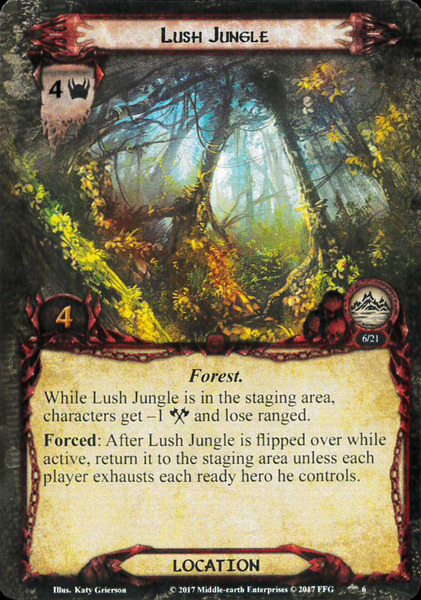 Lush Jungle
4
4
6/21
Forest.
While Lush Jungle is in the staging area,
characters get –1 and lose ranged.
Forced: After Lush Jungle is flipped over while
active, return it to the staging area unless each
player exhausts each ready hero he controls.
LOCATION
Illus. Katy Grierson © 2017 Middle-earth Enterprises © 2017 FFG 6